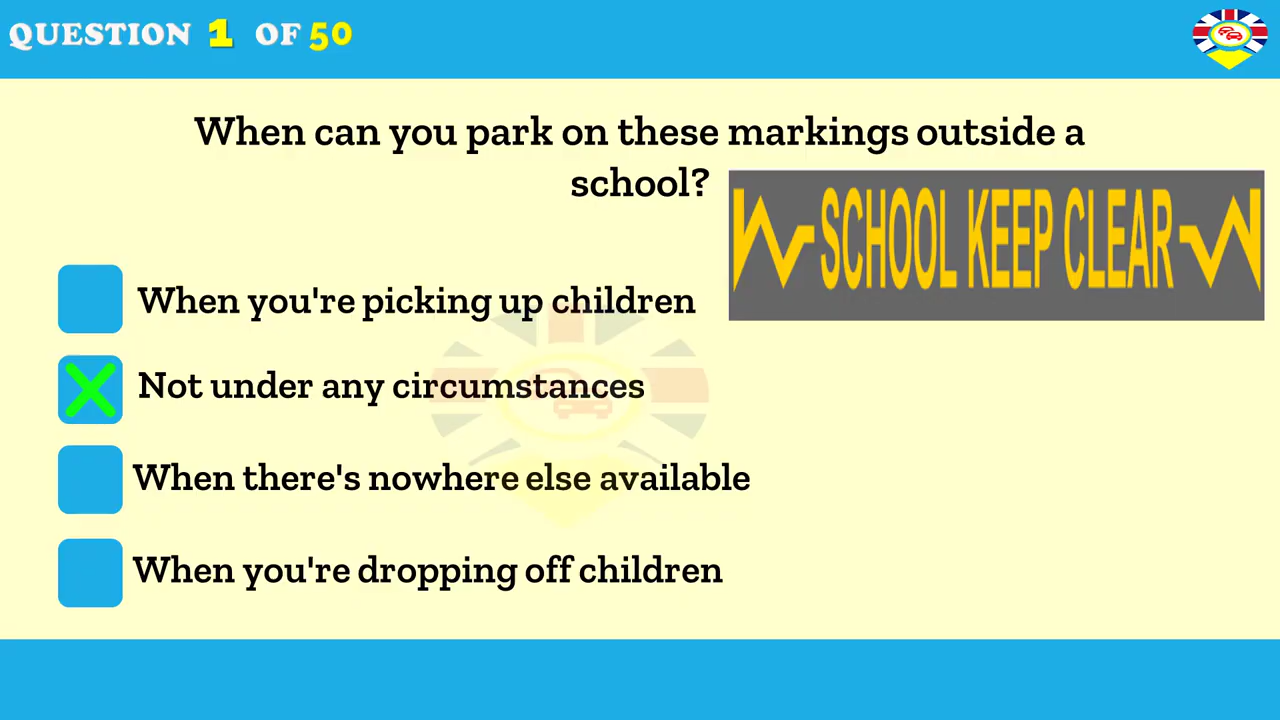 QUESTION 1 OF 50
When can you park on these markings outside a
school?
SCHOOL KEEP CLEAR
When you're picking up children
Not under any circumstances
When there's nowhere else available
When you're dropping off children